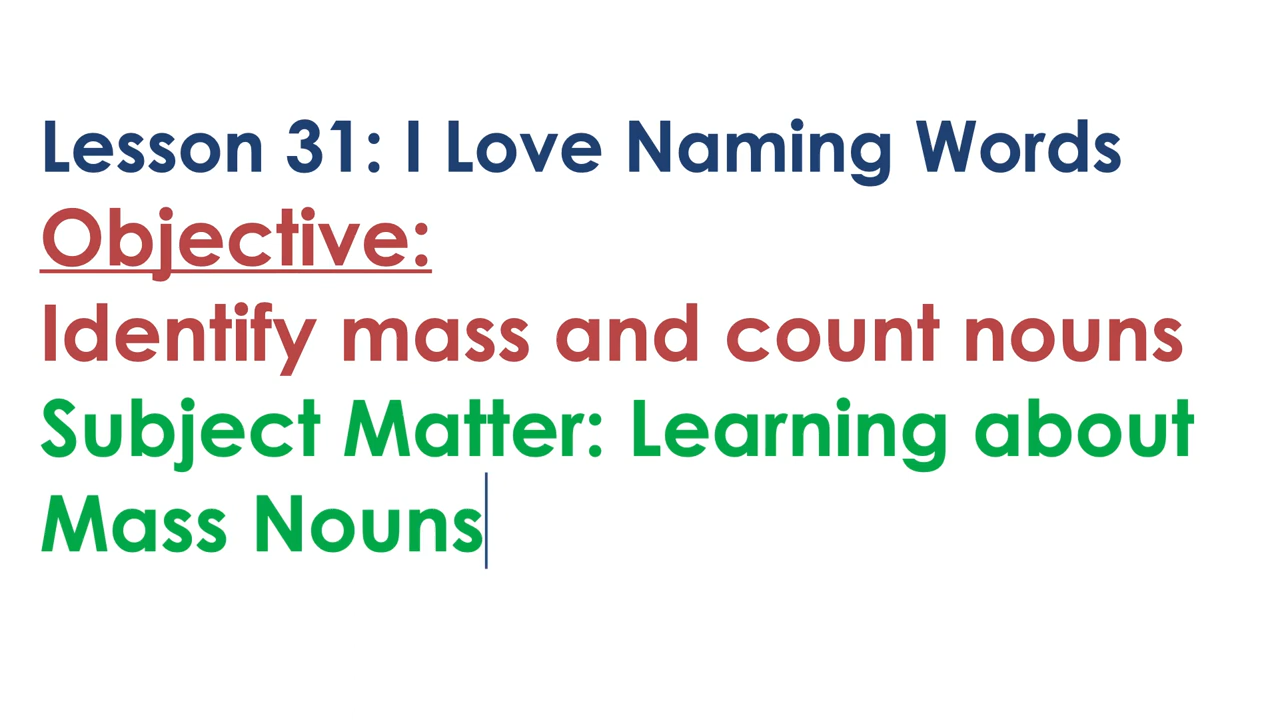 Lesson 31: I Love Naming Words
Objective:
Identify mass and count nouns
Subject Matter: Learning about
Mass Nouns